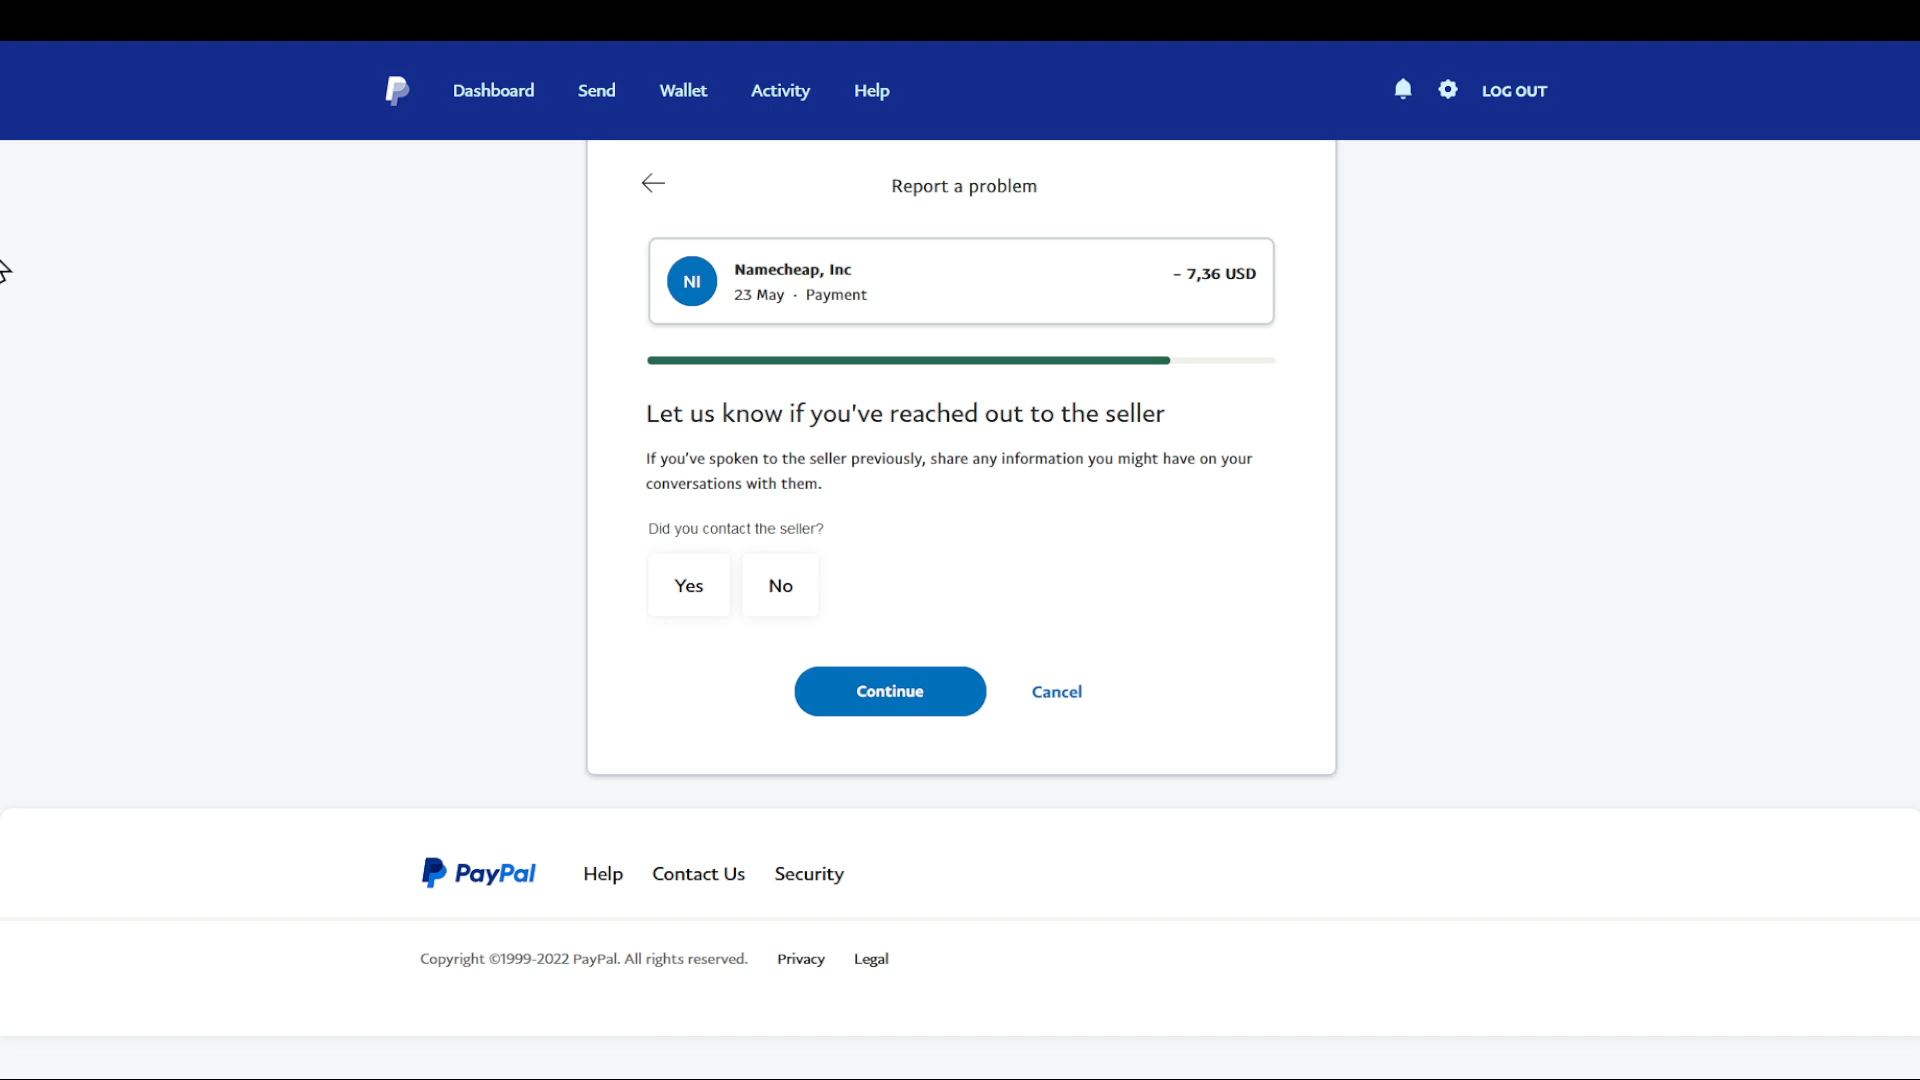 Dashboard Send Wallet Activity Help LOG OUT
Report a problem
NI
Namecheap, Inc
- 7,36 USD
23 May · Payment
Let us know if you've reached out to the seller
If you've spoken to the seller previously, share any information you might have on your
conversations with them.
Did you contact the seller?
Yes No
Continue Cancel
PayPal Help Contact Us Security
Copyright ©1999-2022 PayPal. All rights reserved. Privacy Legal